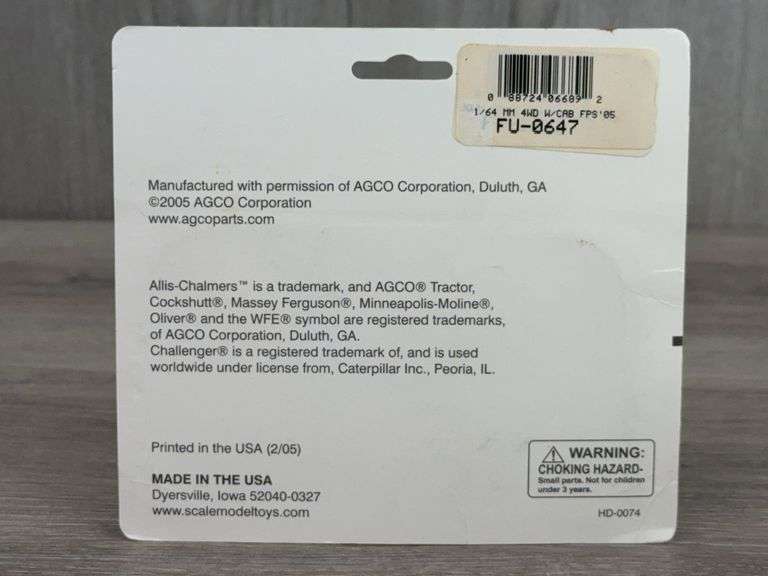 0 88724 06689 2
1/64 MM 4WD W/CAB FPS'05
FU-0647
Manufactured with permission of AGCO Corporation, Duluth, GA
©2005 AGCO Corporation
www.agcoparts.com
Allis-Chalmers™ is a trademark, and AGCO® Tractor,
Cockshutt®, Massey Ferguson®, Minneapolis-Moline®,
Oliver® and the WFE® symbol are registered trademarks,
of AGCO Corporation, Duluth, GA.
Challenger® is a registered trademark of, and is used
worldwide under license from, Caterpillar Inc., Peoria, IL.
Printed in the USA (2/05)
MADE IN THE USA
Dyersville, Iowa 52040-0327
www.scalemodeltoys.com
WARNING:
CHOKING HAZARD-
Small parts. Not for children
under 3 years.
HD-0074